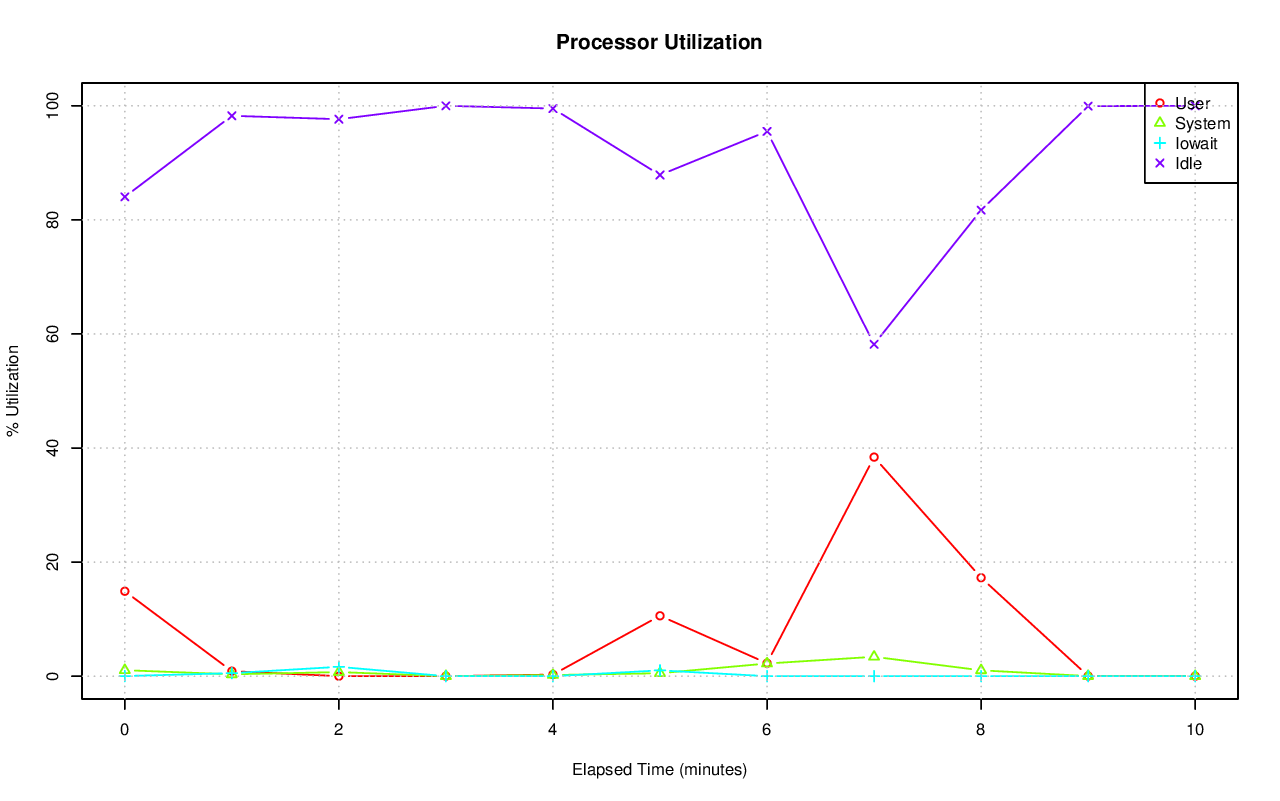 Processor Utilization
User
System
Iowait
Idle
100
80
60
40
20
0
% Utilization
0 2 4 6 8 10
Elapsed Time (minutes)